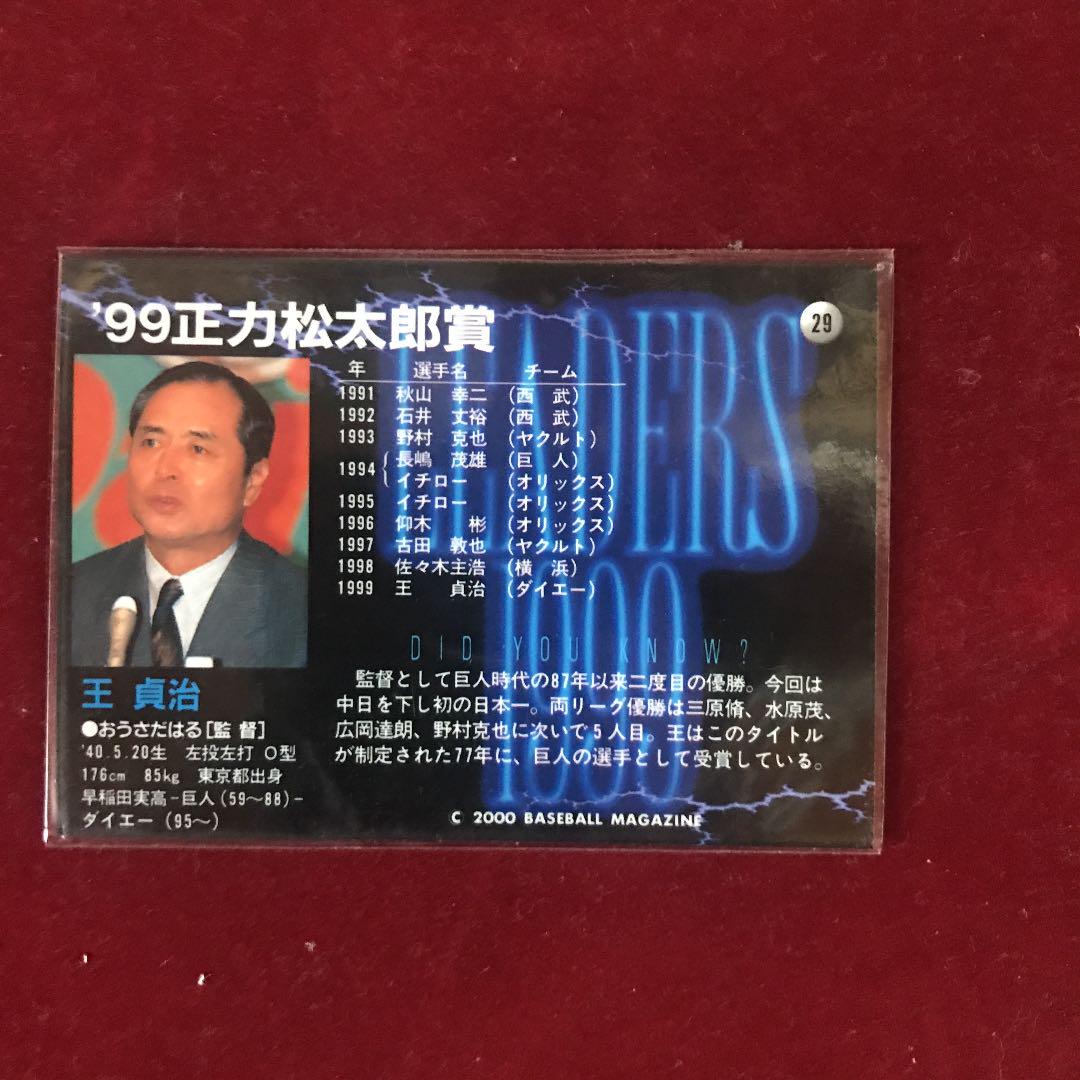 '99正力松太郎賞
29
LEADERS
1999
年 選手名 チーム
1991 秋山 幸二 (西 武)
1992 石井 丈裕 (西 武)
1993 野村 克也 (ヤクルト)
1994 { 長嶋 茂雄 (巨 人)
イチロー (オリックス)
1995 イチロー (オリックス)
1996 仰木 彬 (オリックス)
1997 古田 敦也 (ヤクルト)
1998 佐々木主浩 (横 浜)
1999 王 貞治 (ダイエー)
王 貞治
●おうさだはる[監 督]
'40.5.20生 左投左打 O型
176cm 85kg 東京都出身
早稲田実高-巨人(59〜88)-
ダイエー(95〜)
DID YOU KNOW?
監督として巨人時代の87年以来二度目の優勝。今回は
中日を下し初の日本一。両リーグ優勝は三原脩、水原茂、
広岡達朗、野村克也に次いで5人目。王はこのタイトル
が制定された77年に、巨人の選手として受賞している。
C 2000 BASEBALL MAGAZINE